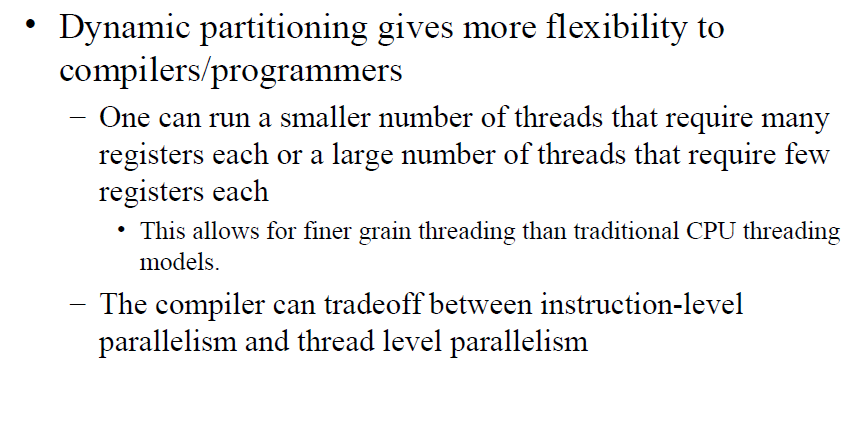 • Dynamic partitioning gives more flexibility to
compilers/programmers
– One can run a smaller number of threads that require many
registers each or a large number of threads that require few
registers each
• This allows for finer grain threading than traditional CPU threading
models.
– The compiler can tradeoff between instruction-level
parallelism and thread level parallelism